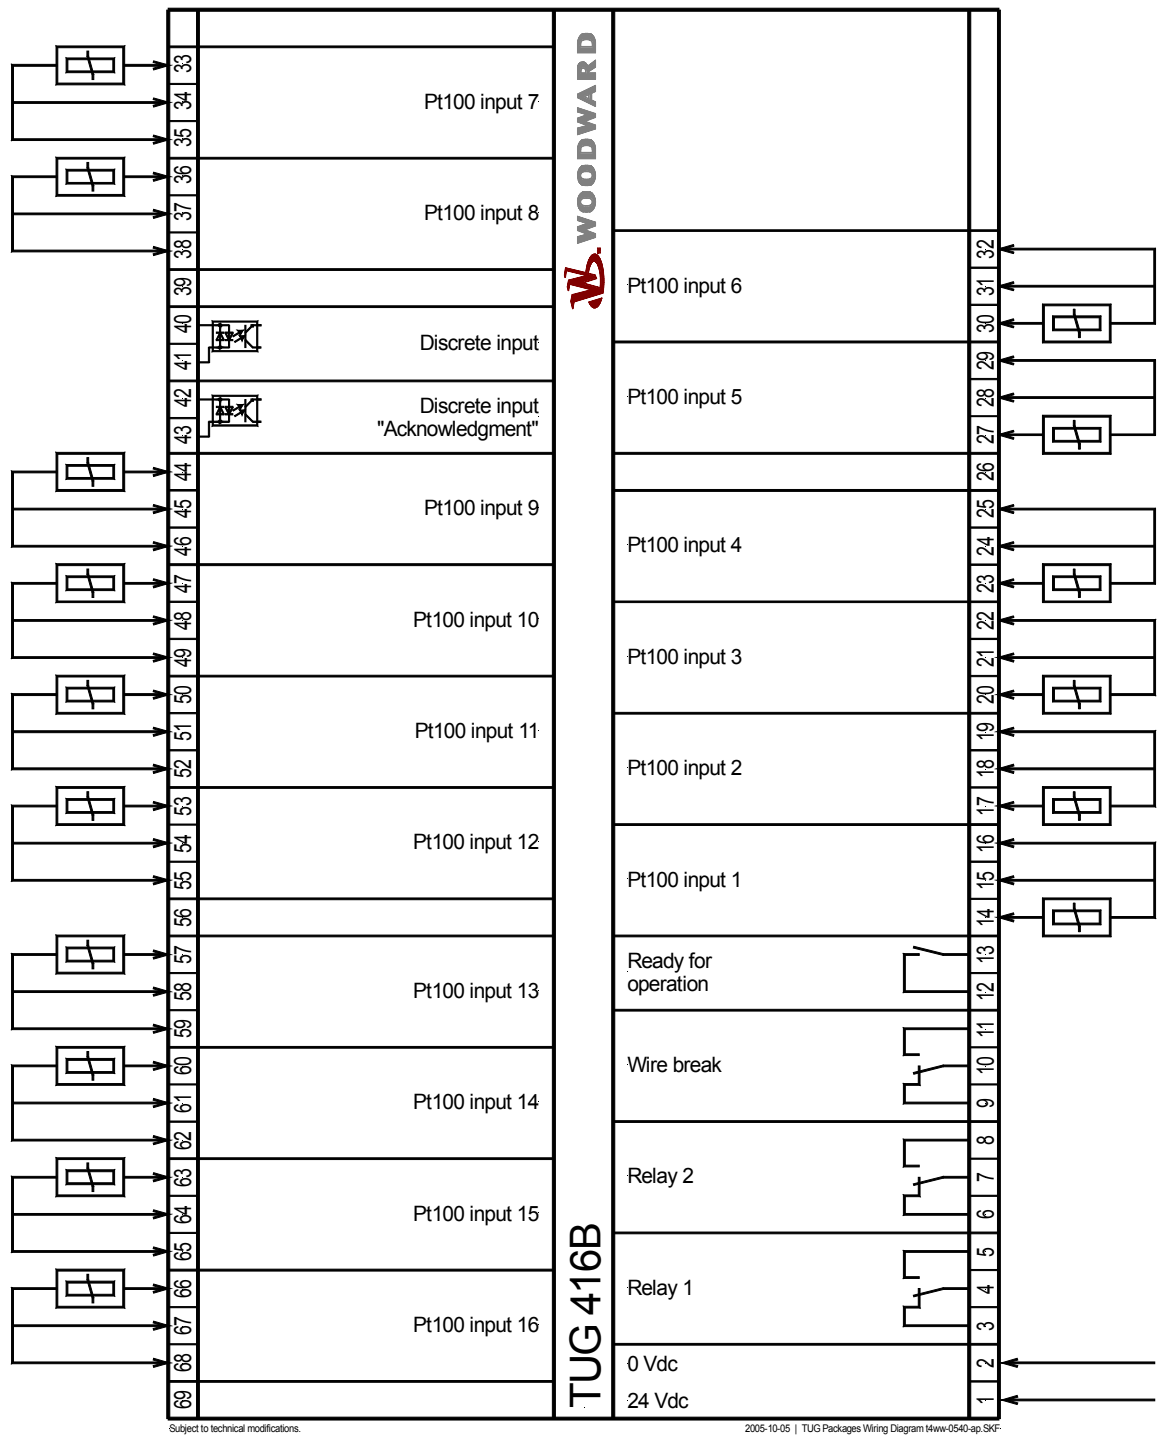 33
34
35
Pt100 input 7
36
37
38
Pt100 input 8
39
40
41
Discrete input
42
43
Discrete input
"Acknowledgment"
44
45
46
Pt100 input 9
47
48
49
Pt100 input 10
50
51
52
Pt100 input 11
53
54
55
Pt100 input 12
56
57
58
59
Pt100 input 13
60
61
62
Pt100 input 14
63
64
65
Pt100 input 15
66
67
68
Pt100 input 16
69
WOODWARD
TUG 416B
Pt100 input 6
32
31
30
Pt100 input 5
29
28
27
26
Pt100 input 4
25
24
23
Pt100 input 3
22
21
20
Pt100 input 2
19
18
17
Pt100 input 1
16
15
14
Ready for
operation
13
12
Wire break
11
10
9
Relay 2
8
7
6
Relay 1
5
4
3
0 Vdc
2
24 Vdc
1
Subject to technical modifications.
2005-10-05 | TUG Packages Wiring Diagram t4ww-0540-ap.SKF